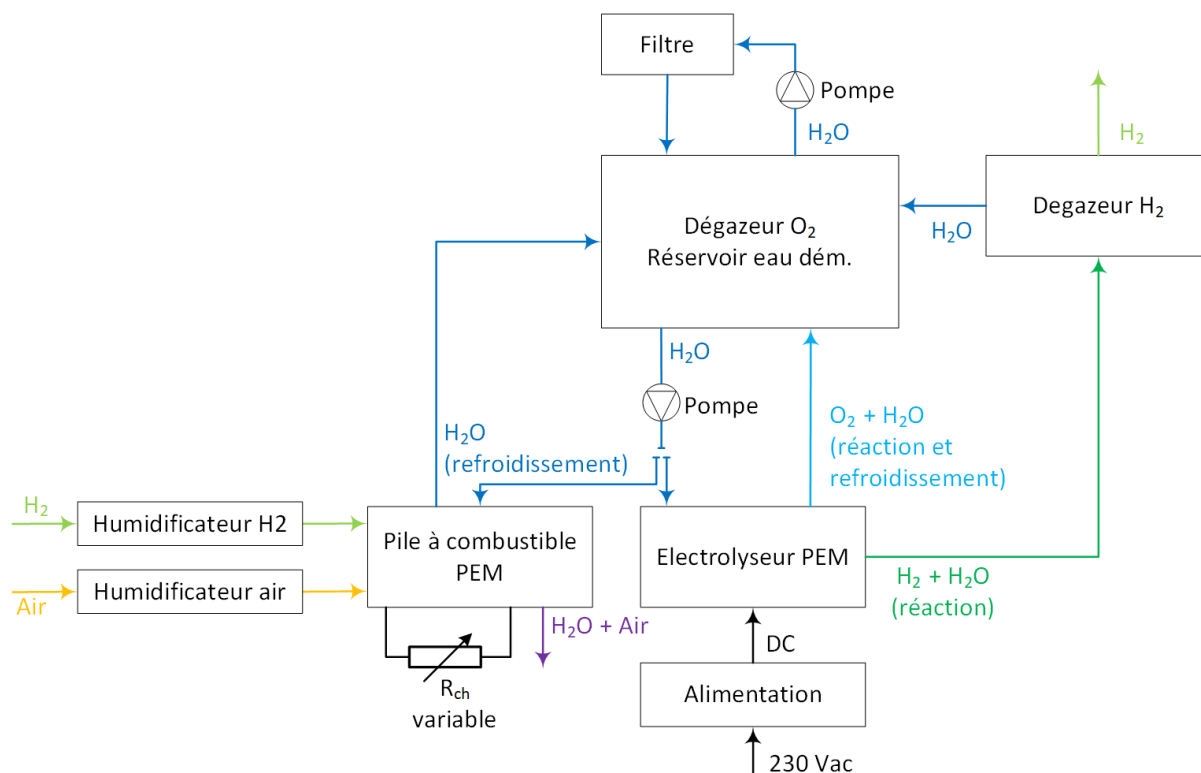 Filtre
Pompe
H₂O
H₂
Dégazeur O₂
Réservoir eau dém.
H₂O
Degazeur H₂
H₂O
Pompe
H₂O
(refroidissement)
O₂ + H₂O
(réaction et
refroidissement)
H₂
Humidificateur H2
Pile à combustible
PEM
Electrolyseur PEM
Air
Humidificateur air
H₂ + H₂O
(réaction)
H₂O + Air
R_ch
variable
DC
Alimentation
230 Vac